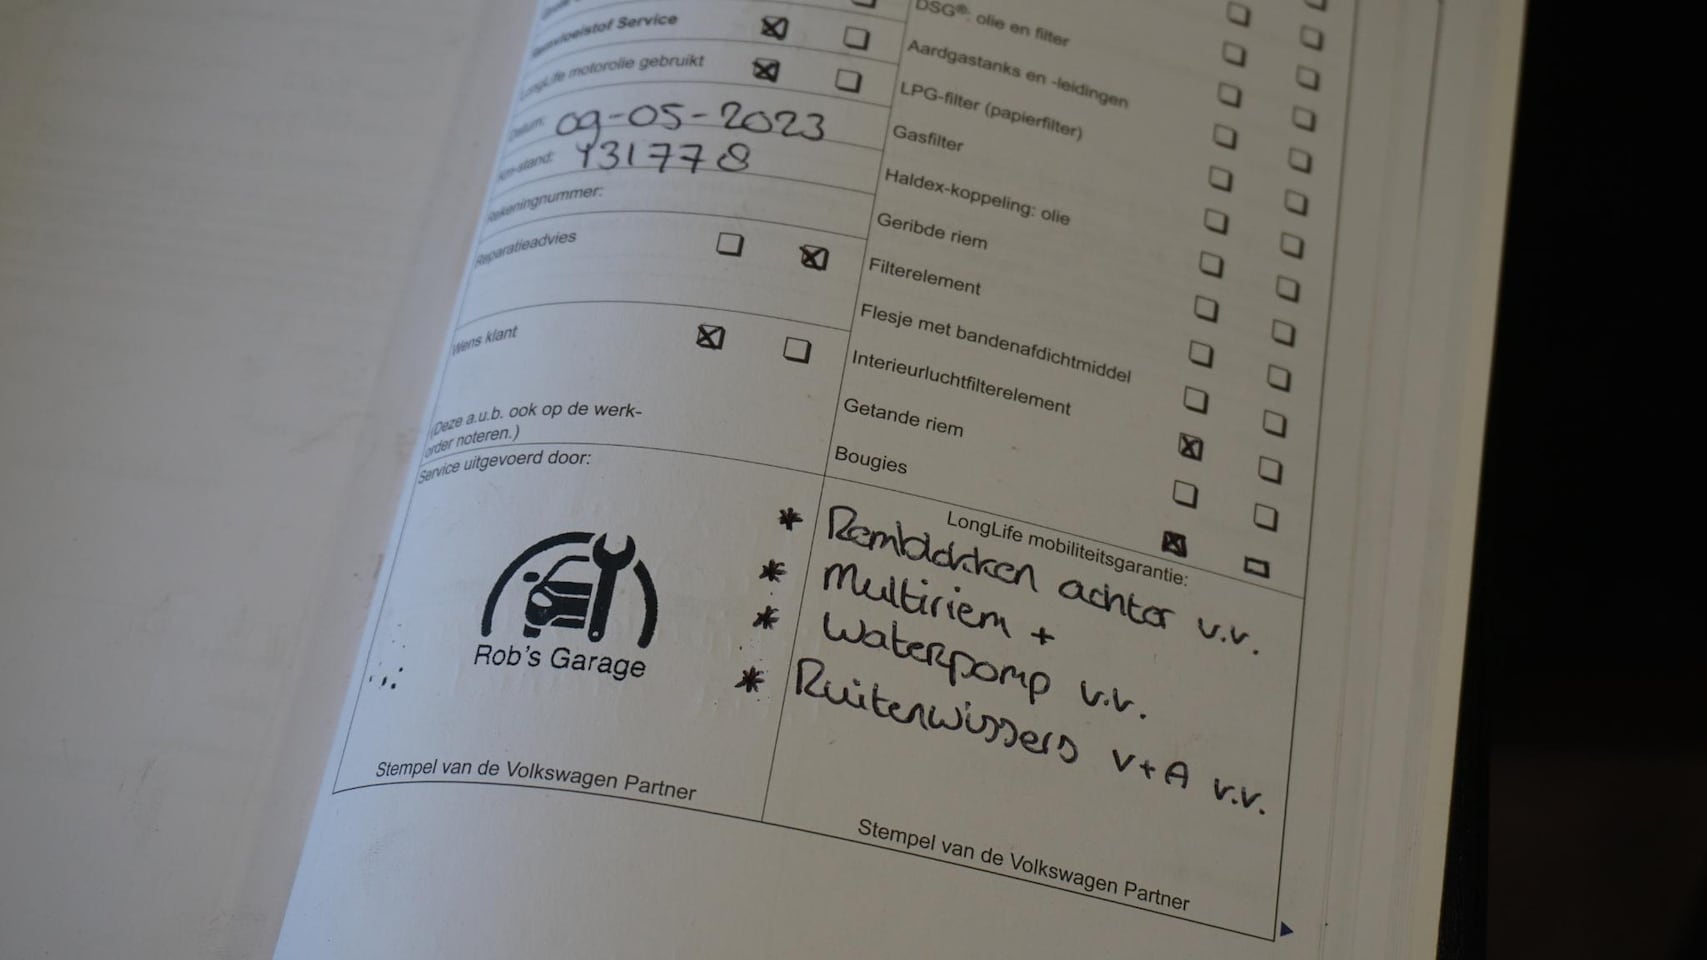 Remvloeistof Service
LongLife motorolie gebruikt
Datum: 09-05-2023
Km-stand: 131778
Rekeningnummer:
Reparatieadvies
Wens klant
(Deze a.u.b. ook op de werk-
order noteren.)
Service uitgevoerd door:
Rob's Garage
Stempel van de Volkswagen Partner
DSG®: olie en filter
Aardgastanks en -leidingen
LPG-filter (papierfilter)
Gasfilter
Haldex-koppeling: olie
Geribde riem
Filterelement
Flesje met bandenafdichtmiddel
Interieurluchtfilterelement
Getande riem
Bougies
LongLife mobiliteitsgarantie:
* Remblokken achter v.v.
* Multiriem +
* Waterpomp v.v.
* Ruitenwissers V+A v.v.
Stempel van de Volkswagen Partner